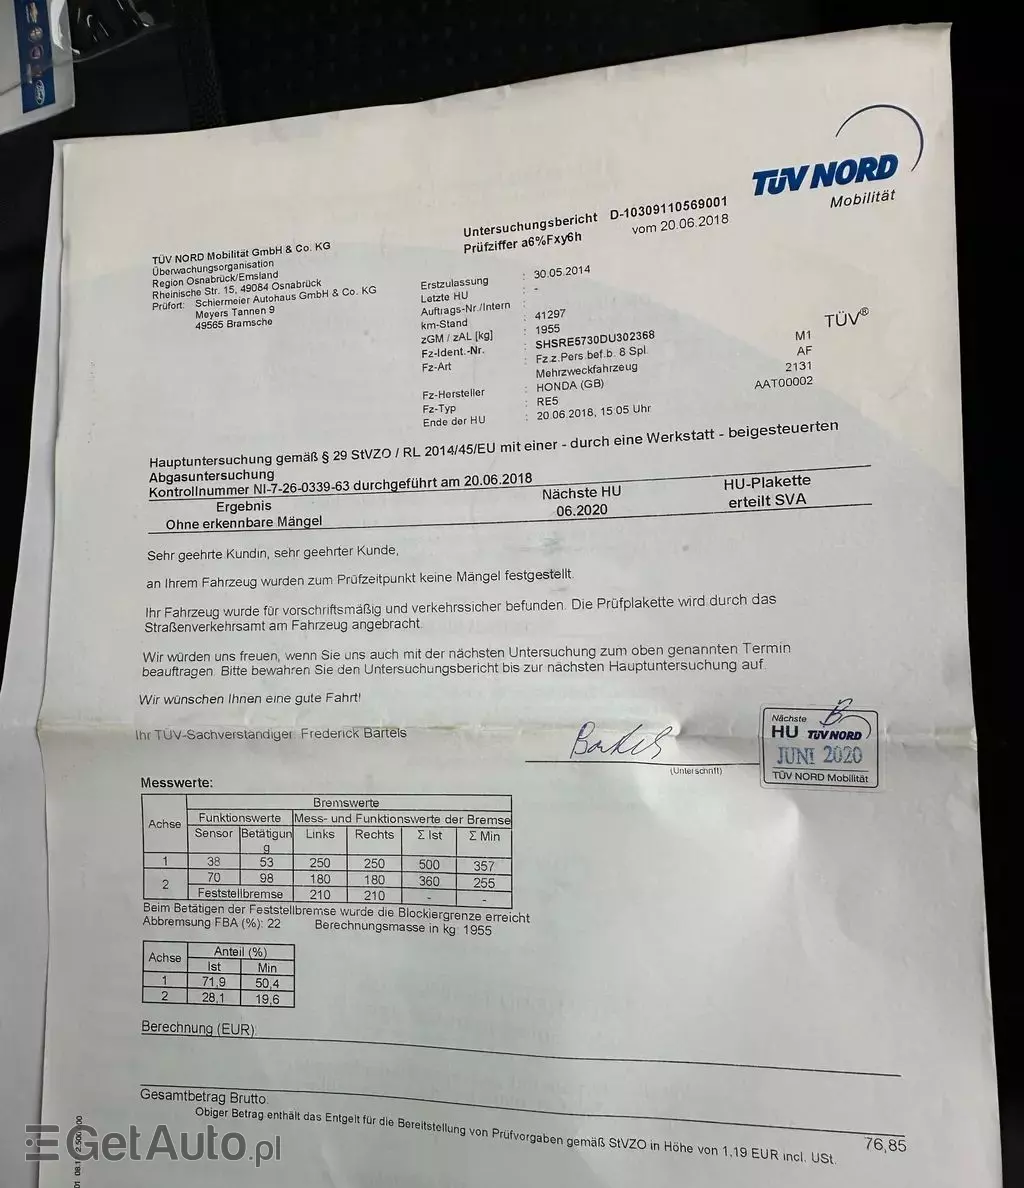 TÜV NORD
Mobilität
TÜV NORD Mobilität GmbH & Co. KG
Überwachungsorganisation
Region Osnabrück/Emsland
Rheinische Str. 15, 49084 Osnabrück
Prüfort: Schiermeier Autohaus GmbH & Co. KG
Meyers Tannen 9
49565 Bramsche
Untersuchungsbericht D-10309110569001
Prüfziffer a6%Fxy6h vom 20.06.2018
Erstzulassung : 30.05.2014
Letzte HU : -
Auftrags-Nr./Intern :
km-Stand : 41297
zGM / zAL [kg] : 1955
Fz-Ident.-Nr. : SHSRE5730DU302368
Fz-Art : Fz.z.Pers.bef.b. 8 Spl. M1
Mehrzweckfahrzeug AF
Fz-Hersteller : HONDA (GB) 2131
Fz-Typ : RE5 AAT00002
Ende der HU : 20.06.2018, 15:05 Uhr
TÜV®
Hauptuntersuchung gemäß § 29 StVZO / RL 2014/45/EU mit einer - durch eine Werkstatt - beigesteuerten
Abgasuntersuchung
Kontrollnummer NI-7-26-0339-63 durchgeführt am 20.06.2018
Ergebnis Nächste HU HU-Plakette
Ohne erkennbare Mängel 06.2020 erteilt SVA
Sehr geehrte Kundin, sehr geehrter Kunde,
an Ihrem Fahrzeug wurden zum Prüfzeitpunkt keine Mängel festgestellt.
Ihr Fahrzeug wurde für vorschriftsmäßig und verkehrssicher befunden. Die Prüfplakette wird durch das
Straßenverkehrsamt am Fahrzeug angebracht.
Wir würden uns freuen, wenn Sie uns auch mit der nächsten Untersuchung zum oben genannten Termin
beauftragen. Bitte bewahren Sie den Untersuchungsbericht bis zur nächsten Hauptuntersuchung auf.
Wir wünschen Ihnen eine gute Fahrt!
Ihr TÜV-Sachverständiger: Frederick Bartels
Bartels
(Unterschrift)
Nächste B
HU TÜV NORD
JUNI 2020
TÜV NORD Mobilität
Messwerte:
Achse Bremswerte
Funktionswerte Mess- und Funktionswerte der Bremse
Sensor Betätigun Links Rechts Σ Ist Σ Min
g
1 38 53 250 250 500 357
2 70 98 180 180 360 255
Feststellbremse 210 210 - -
Beim Betätigen der Feststellbremse wurde die Blockiergrenze erreicht
Abbremsung FBA (%): 22 Berechnungsmasse in kg: 1955
Achse Anteil (%)
Ist Min
1 71,9 50,4
2 28,1 19,6
Berechnung (EUR):
Gesamtbetrag Brutto: 76,85
Obiger Betrag enthält das Entgelt für die Bereitstellung von Prüfvorgaben gemäß StVZO in Höhe von 1,19 EUR incl. USt.
GetAuto.pl